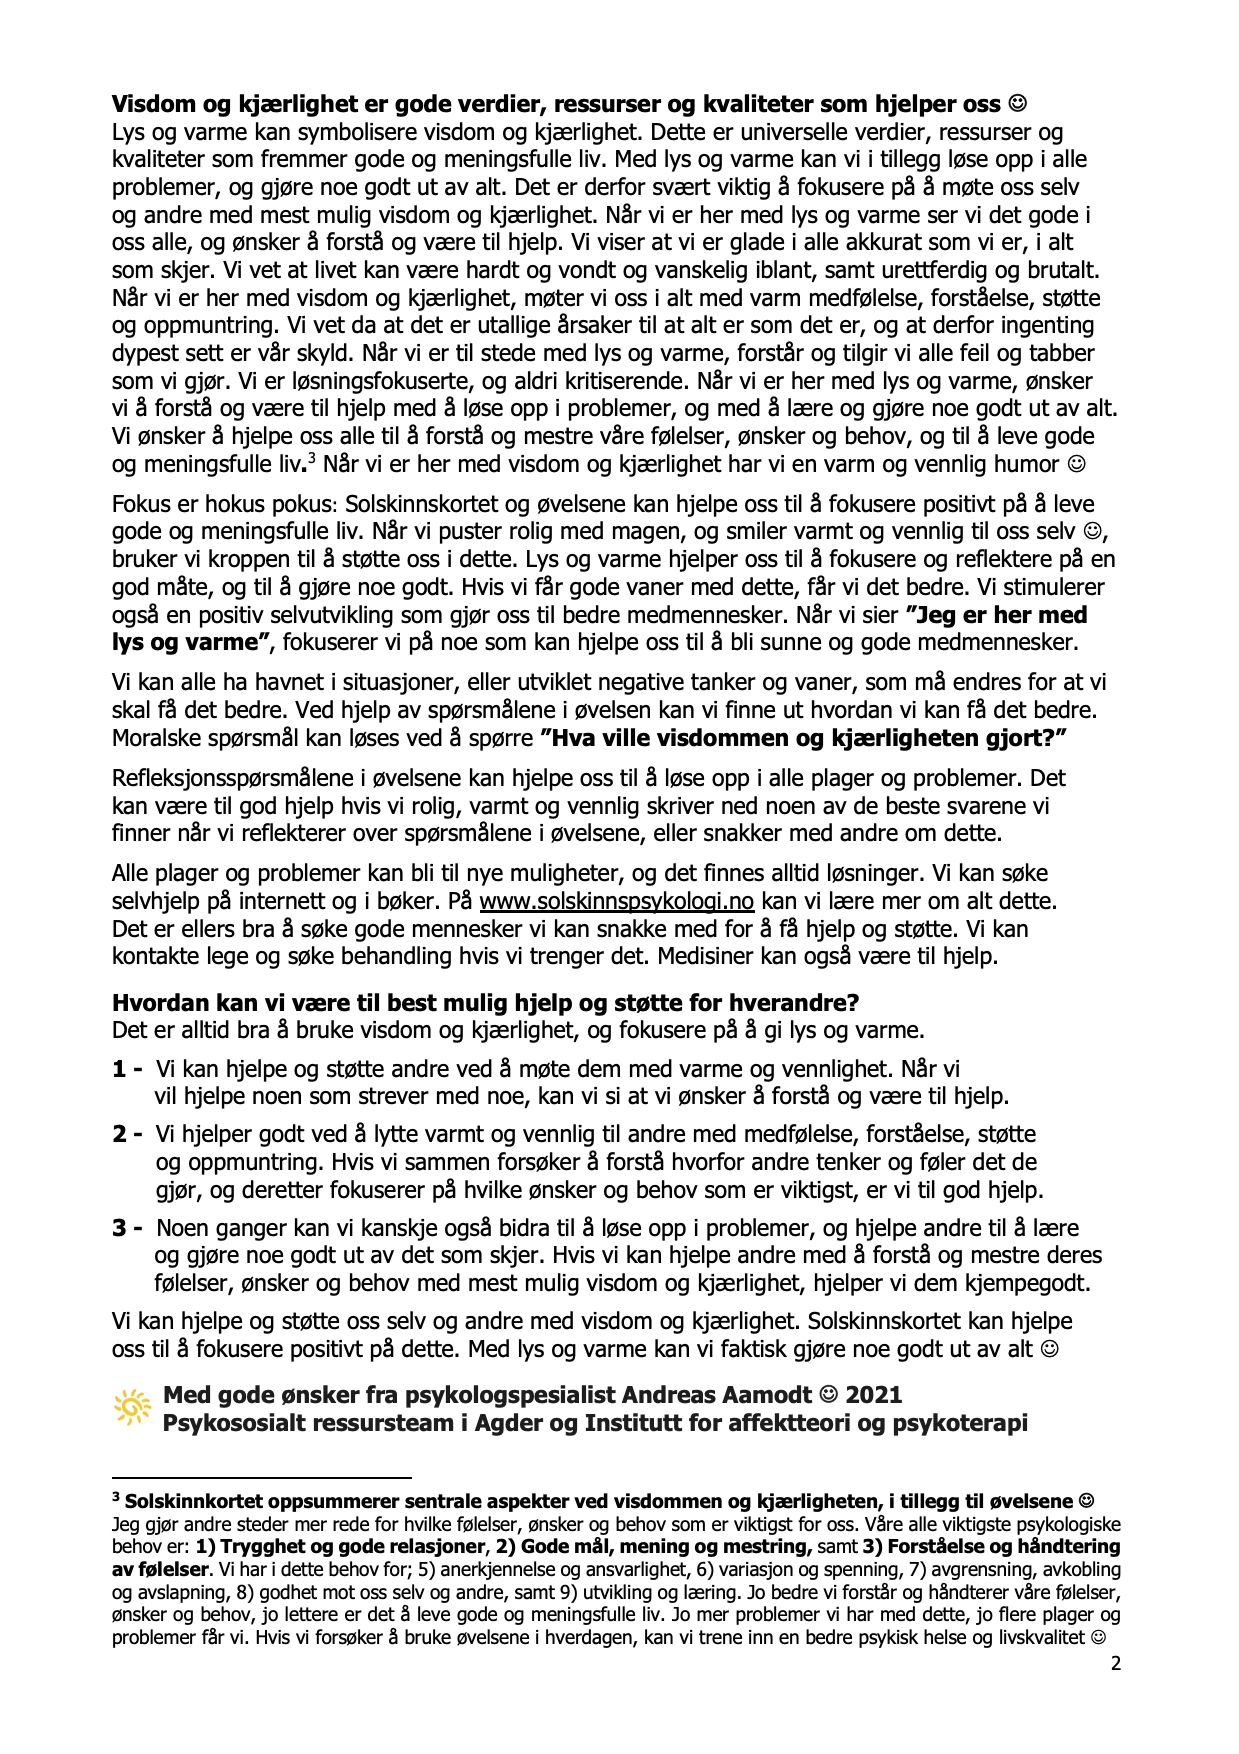 Visdom og kjærlighet er gode verdier, ressurser og kvaliteter som hjelper oss ☺
Lys og varme kan symbolisere visdom og kjærlighet. Dette er universelle verdier, ressurser og
kvaliteter som fremmer gode og meningsfulle liv. Med lys og varme kan vi i tillegg løse opp i alle
problemer, og gjøre noe godt ut av alt. Det er derfor svært viktig å fokusere på å møte oss selv
og andre med mest mulig visdom og kjærlighet. Når vi er her med lys og varme ser vi det gode i
oss alle, og ønsker å forstå og være til hjelp. Vi viser at vi er glade i alle akkurat som vi er, i alt
som skjer. Vi vet at livet kan være hardt og vondt og vanskelig iblant, samt urettferdig og brutalt.
Når vi er her med visdom og kjærlighet, møter vi oss i alt med varm medfølelse, forståelse, støtte
og oppmuntring. Vi vet da at det er utallige årsaker til at alt er som det er, og at derfor ingenting
dypest sett er vår skyld. Når vi er til stede med lys og varme, forstår og tilgir vi alle feil og tabber
som vi gjør. Vi er løsningsfokuserte, og aldri kritiserende. Når vi er her med lys og varme, ønsker
vi å forstå og være til hjelp med å løse opp i problemer, og med å lære og gjøre noe godt ut av alt.
Vi ønsker å hjelpe oss alle til å forstå og mestre våre følelser, ønsker og behov, og til å leve gode
og meningsfulle liv.³ Når vi er her med visdom og kjærlighet har vi en varm og vennlig humor ☺
Fokus er hokus pokus: Solskinnskortet og øvelsene kan hjelpe oss til å fokusere positivt på å leve
gode og meningsfulle liv. Når vi puster rolig med magen, og smiler varmt og vennlig til oss selv ☺,
bruker vi kroppen til å støtte oss i dette. Lys og varme hjelper oss til å fokusere og reflektere på en
god måte, og til å gjøre noe godt. Hvis vi får gode vaner med dette, får vi det bedre. Vi stimulerer
også en positiv selvutvikling som gjør oss til bedre medmennesker. Når vi sier ”Jeg er her med
lys og varme”, fokuserer vi på noe som kan hjelpe oss til å bli sunne og gode medmennesker.
Vi kan alle ha havnet i situasjoner, eller utviklet negative tanker og vaner, som må endres for at vi
skal få det bedre. Ved hjelp av spørsmålene i øvelsen kan vi finne ut hvordan vi kan få det bedre.
Moralske spørsmål kan løses ved å spørre ”Hva ville visdommen og kjærligheten gjort?”
Refleksjonsspørsmålene i øvelsene kan hjelpe oss til å løse opp i alle plager og problemer. Det
kan være til god hjelp hvis vi rolig, varmt og vennlig skriver ned noen av de beste svarene vi
finner når vi reflekterer over spørsmålene i øvelsene, eller snakker med andre om dette.
Alle plager og problemer kan bli til nye muligheter, og det finnes alltid løsninger. Vi kan søke
selvhjelp på internett og i bøker. På www.solskinnspsykologi.no kan vi lære mer om alt dette.
Det er ellers bra å søke gode mennesker vi kan snakke med for å få hjelp og støtte. Vi kan
kontakte lege og søke behandling hvis vi trenger det. Medisiner kan også være til hjelp.
Hvordan kan vi være til best mulig hjelp og støtte for hverandre?
Det er alltid bra å bruke visdom og kjærlighet, og fokusere på å gi lys og varme.
1 - Vi kan hjelpe og støtte andre ved å møte dem med varme og vennlighet. Når vi
vil hjelpe noen som strever med noe, kan vi si at vi ønsker å forstå og være til hjelp.
2 - Vi hjelper godt ved å lytte varmt og vennlig til andre med medfølelse, forståelse, støtte
og oppmuntring. Hvis vi sammen forsøker å forstå hvorfor andre tenker og føler det de
gjør, og deretter fokuserer på hvilke ønsker og behov som er viktigst, er vi til god hjelp.
3 - Noen ganger kan vi kanskje også bidra til å løse opp i problemer, og hjelpe andre til å lære
og gjøre noe godt ut av det som skjer. Hvis vi kan hjelpe andre med å forstå og mestre deres
følelser, ønsker og behov med mest mulig visdom og kjærlighet, hjelper vi dem kjempegodt.
Vi kan hjelpe og støtte oss selv og andre med visdom og kjærlighet. Solskinnskortet kan hjelpe
oss til å fokusere positivt på dette. Med lys og varme kan vi faktisk gjøre noe godt ut av alt ☺
Med gode ønsker fra psykologspesialist Andreas Aamodt ☺ 2021
Psykososialt ressursteam i Agder og Institutt for affektteori og psykoterapi
³ Solskinnkortet oppsummerer sentrale aspekter ved visdommen og kjærligheten, i tillegg til øvelsene ☺
Jeg gjør andre steder mer rede for hvilke følelser, ønsker og behov som er viktigst for oss. Våre alle viktigste psykologiske
behov er: 1) Trygghet og gode relasjoner, 2) Gode mål, mening og mestring, samt 3) Forståelse og håndtering
av følelser. Vi har i dette behov for; 5) anerkjennelse og ansvarlighet, 6) variasjon og spenning, 7) avgrensning, avkobling
og avslapning, 8) godhet mot oss selv og andre, samt 9) utvikling og læring. Jo bedre vi forstår og håndterer våre følelser,
ønsker og behov, jo lettere er det å leve gode og meningsfulle liv. Jo mer problemer vi har med dette, jo flere plager og
problemer får vi. Hvis vi forsøker å bruke øvelsene i hverdagen, kan vi trene inn en bedre psykisk helse og livskvalitet ☺
2